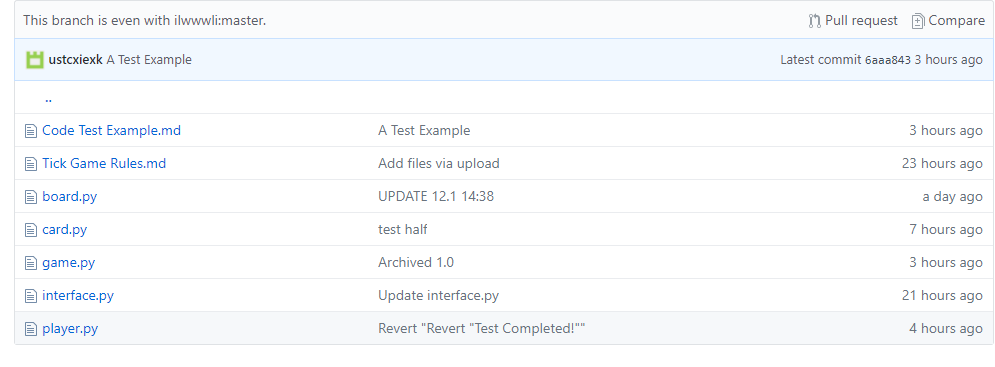 This branch is even with ilwwwli:master. Pull request Compare
ustcxiexk A Test Example Latest commit 6aaa843 3 hours ago
..
Code Test Example.md A Test Example 3 hours ago
Tick Game Rules.md Add files via upload 23 hours ago
board.py UPDATE 12.1 14:38 a day ago
card.py test half 7 hours ago
game.py Archived 1.0 3 hours ago
interface.py Update interface.py 21 hours ago
player.py Revert "Revert "Test Completed!"" 4 hours ago